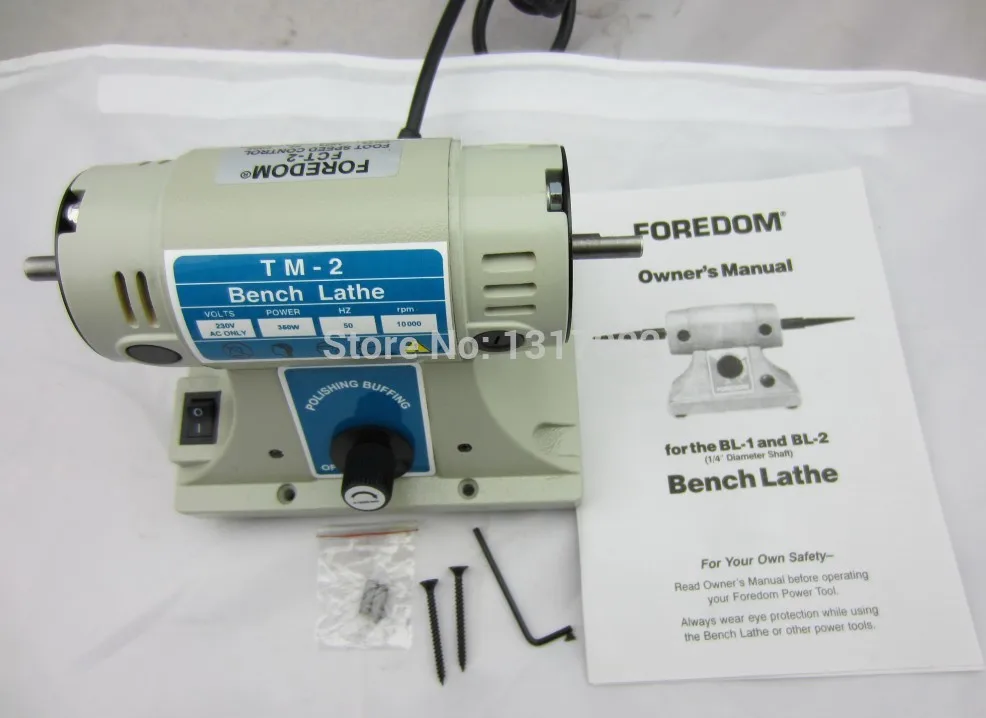 FOREDOM®
FCT-2
FOOT SPEED CONTROL
TM-2
Bench Lathe
VOLTS POWER HZ rpm
230V AC ONLY 350W 50 10000
POLISHING BUFFING
Store No:
FOREDOM®
Owner's Manual
FOREDOM
for the BL-1 and BL-2
(1/4" Diameter Shaft)
Bench Lathe
For Your Own Safety–
Read Owner's Manual before operating
your Foredom Power Tool.
Always wear eye protection while using
the Bench Lathe or other power tools.